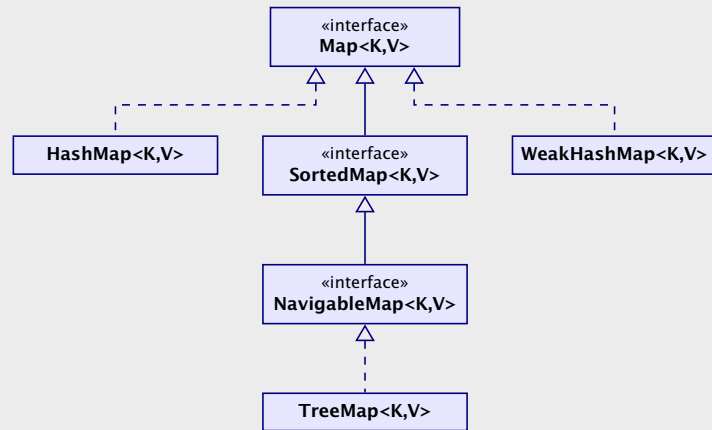 «interface»
Map<K,V>
HashMap<K,V>
«interface»
SortedMap<K,V>
WeakHashMap<K,V>
«interface»
NavigableMap<K,V>
TreeMap<K,V>